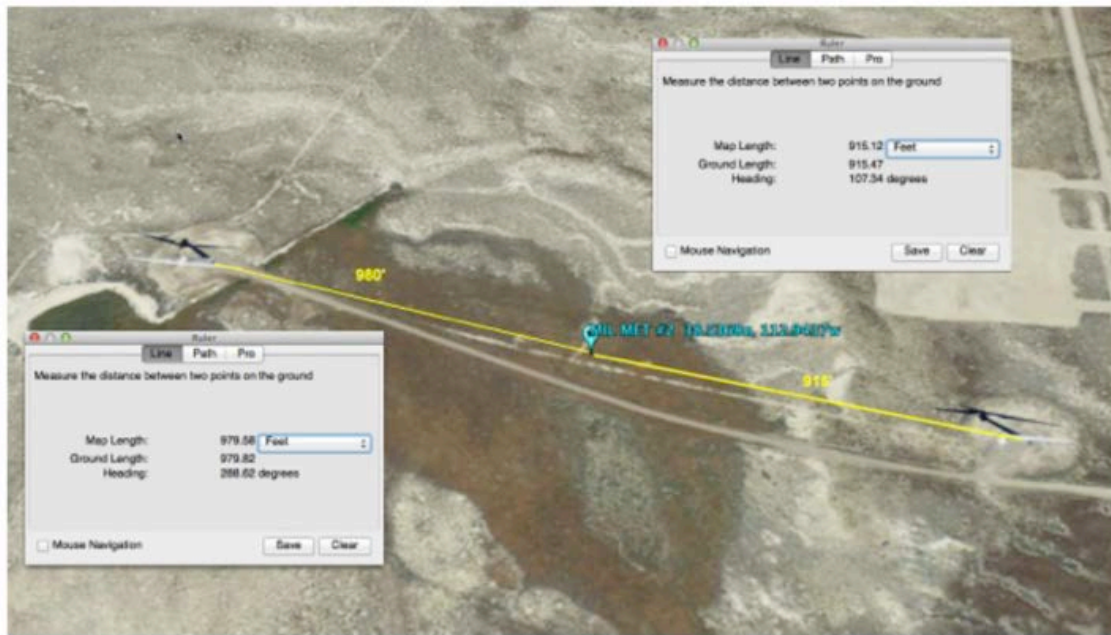 Ruler
Line Path Pro
Measure the distance between two points on the ground
Map Length: 915.12 Feet
Ground Length: 915.47
Heading: 107.34 degrees
Mouse Navigation Save Clear
980'
MIL MET #2
915'
Ruler
Line Path Pro
Measure the distance between two points on the ground
Map Length: 979.58 Feet
Ground Length: 979.82
Heading: 288.62 degrees
Mouse Navigation Save Clear